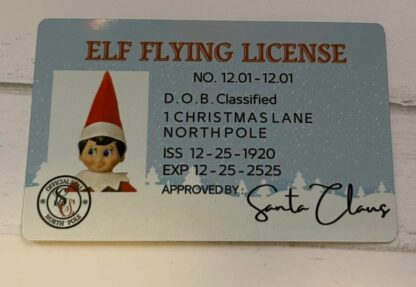 ELF FLYING LICENSE
NO. 12.01-12.01
D.O.B. Classified
1 CHRISTMAS LANE
NORTH POLE
ISS 12-25-1920
EXP 12-25-2525
APPROVED BY: Santa Claus
OFFICIAL SEAL
NORTH POLE